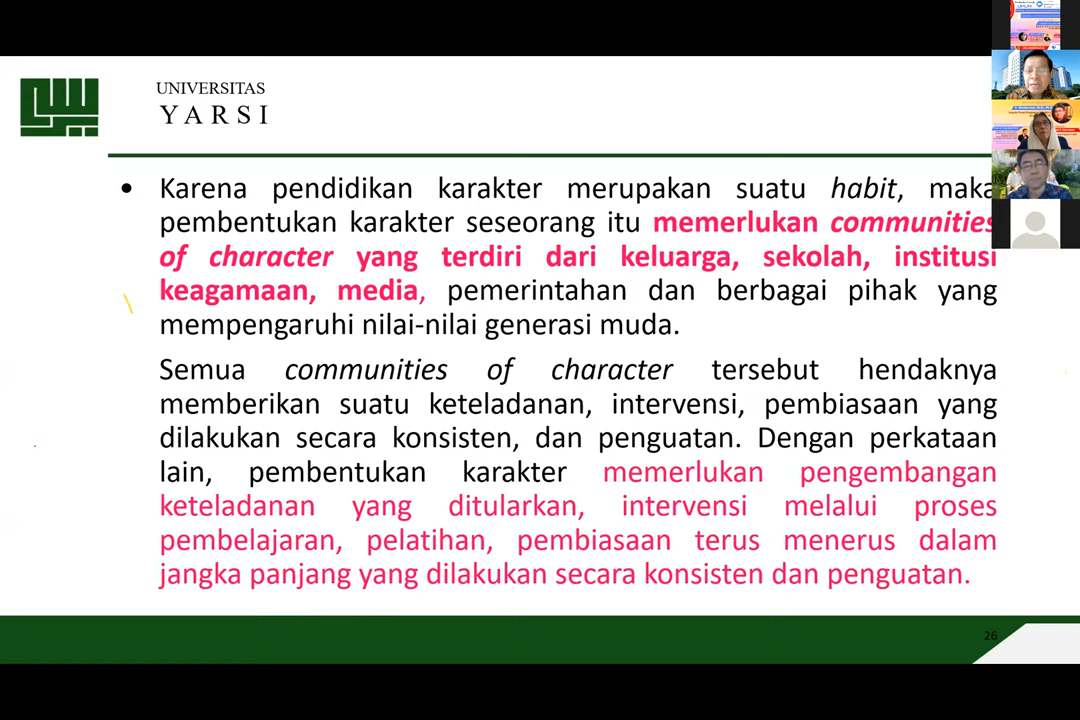 UNIVERSITAS
YARSI
• Karena pendidikan karakter merupakan suatu habit, maka
pembentukan karakter seseorang itu memerlukan communities
of character yang terdiri dari keluarga, sekolah, institusi
keagamaan, media, pemerintahan dan berbagai pihak yang
mempengaruhi nilai-nilai generasi muda.
Semua communities of character tersebut hendaknya
memberikan suatu keteladanan, intervensi, pembiasaan yang
dilakukan secara konsisten, dan penguatan. Dengan perkataan
lain, pembentukan karakter memerlukan pengembangan
keteladanan yang ditularkan, intervensi melalui proses
pembelajaran, pelatihan, pembiasaan terus menerus dalam
jangka panjang yang dilakukan secara konsisten dan penguatan.
26